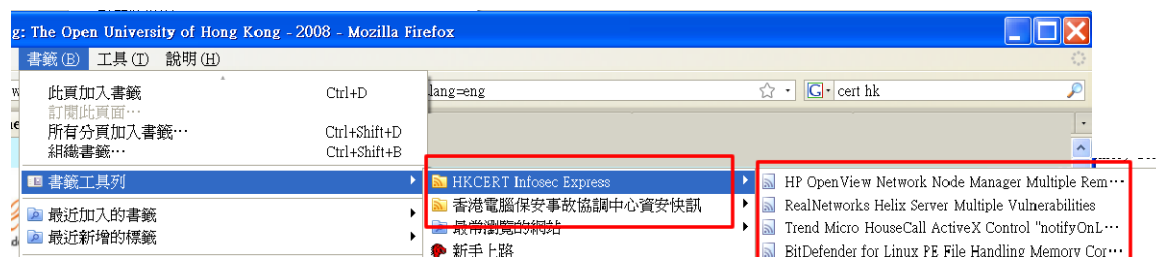 g: The Open University of Hong Kong - 2008 - Mozilla Firefox
書籤(B) 工具(T) 說明(H)
lang=eng
G cert hk
此頁加入書籤 Ctrl+D
訂閱此頁面…
所有分頁加入書籤… Ctrl+Shift+D
組織書籤… Ctrl+Shift+B
書籤工具列
HKCERT Infosec Express
HP OpenView Network Node Manager Multiple Rem…
香港電腦保安事故協調中心資安快訊
RealNetworks Helix Server Multiple Vulnerabilities
最近加入的書籤
最常瀏覽的網站
Trend Micro HouseCall ActiveX Control "notifyOnL…
最近新增的標籤
新手上路
BitDefender for Linux PE File Handling Memory Cor…